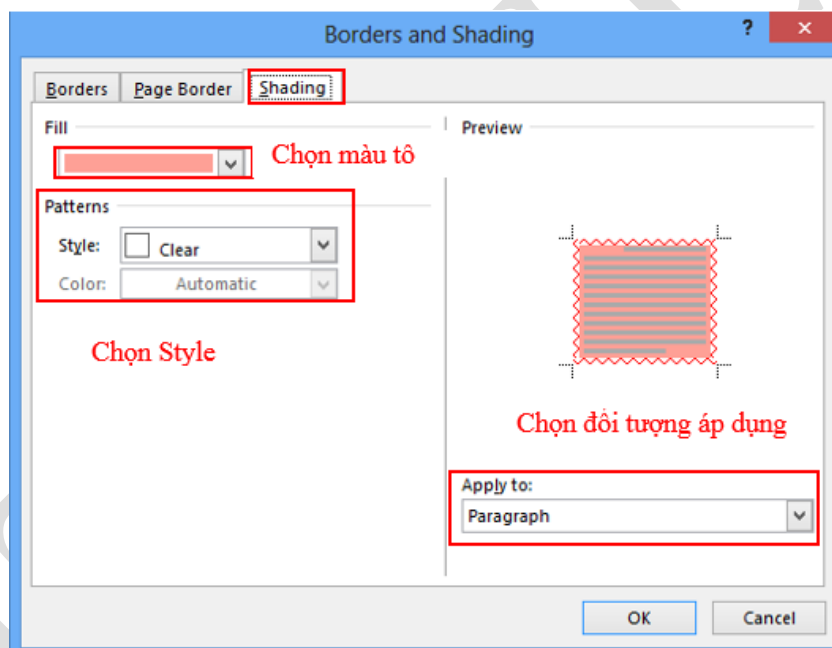 Borders and Shading
?
×
Borders
Page Border
Shading
Fill
Chọn màu tô
Patterns
Style:
Clear
Color:
Automatic
Chọn Style
Preview
Chọn đối tượng áp dụng
Apply to:
Paragraph
OK
Cancel